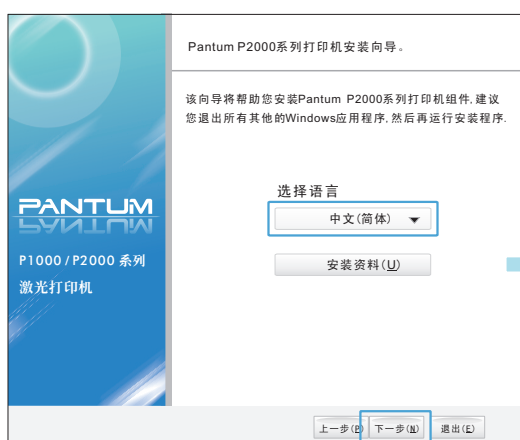 Pantum P2000系列打印机安装向导。
该向导将帮助您安装Pantum P2000系列打印机组件,建议
您退出所有其他的Windows应用程序,然后再运行安装程序.
PANTUM
P1000 / P2000 系列
激光打印机
选择语言
中文(简体)
安装资料(U)
上一步(P) 下一步(N) 退出(E)